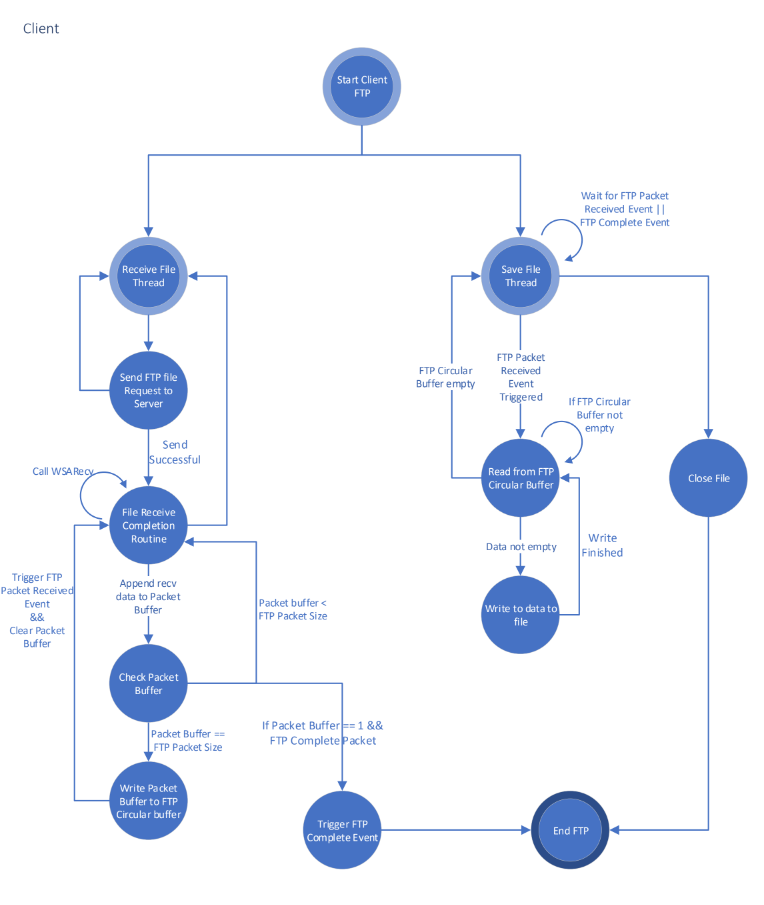 Client
Start Client
FTP
Wait for FTP Packet
Received Event ||
FTP Complete Event
Receive File
Thread
Save File
Thread
FTP Packet
Received
Event
Triggered
FTP Circular
Buffer empty
Send FTP file
Request to
Server
If FTP Circular
Buffer not
empty
Send
Successful
Call WSARecv
Read from FTP
Circular Buffer
Close File
File Receive
Completion
Routine
Data not empty
Write
Finished
Trigger FTP
Packet Received
Event
&&
Clear Packet
Buffer
Append recv
data to Packet
Buffer
Packet buffer <
FTP Packet Size
Write to data to
file
Check Packet
Buffer
If Packet Buffer == 1 &&
FTP Complete Packet
Packet Buffer ==
FTP Packet Size
Write Packet
Buffer to FTP
Circular buffer
Trigger FTP
Complete Event
End FTP